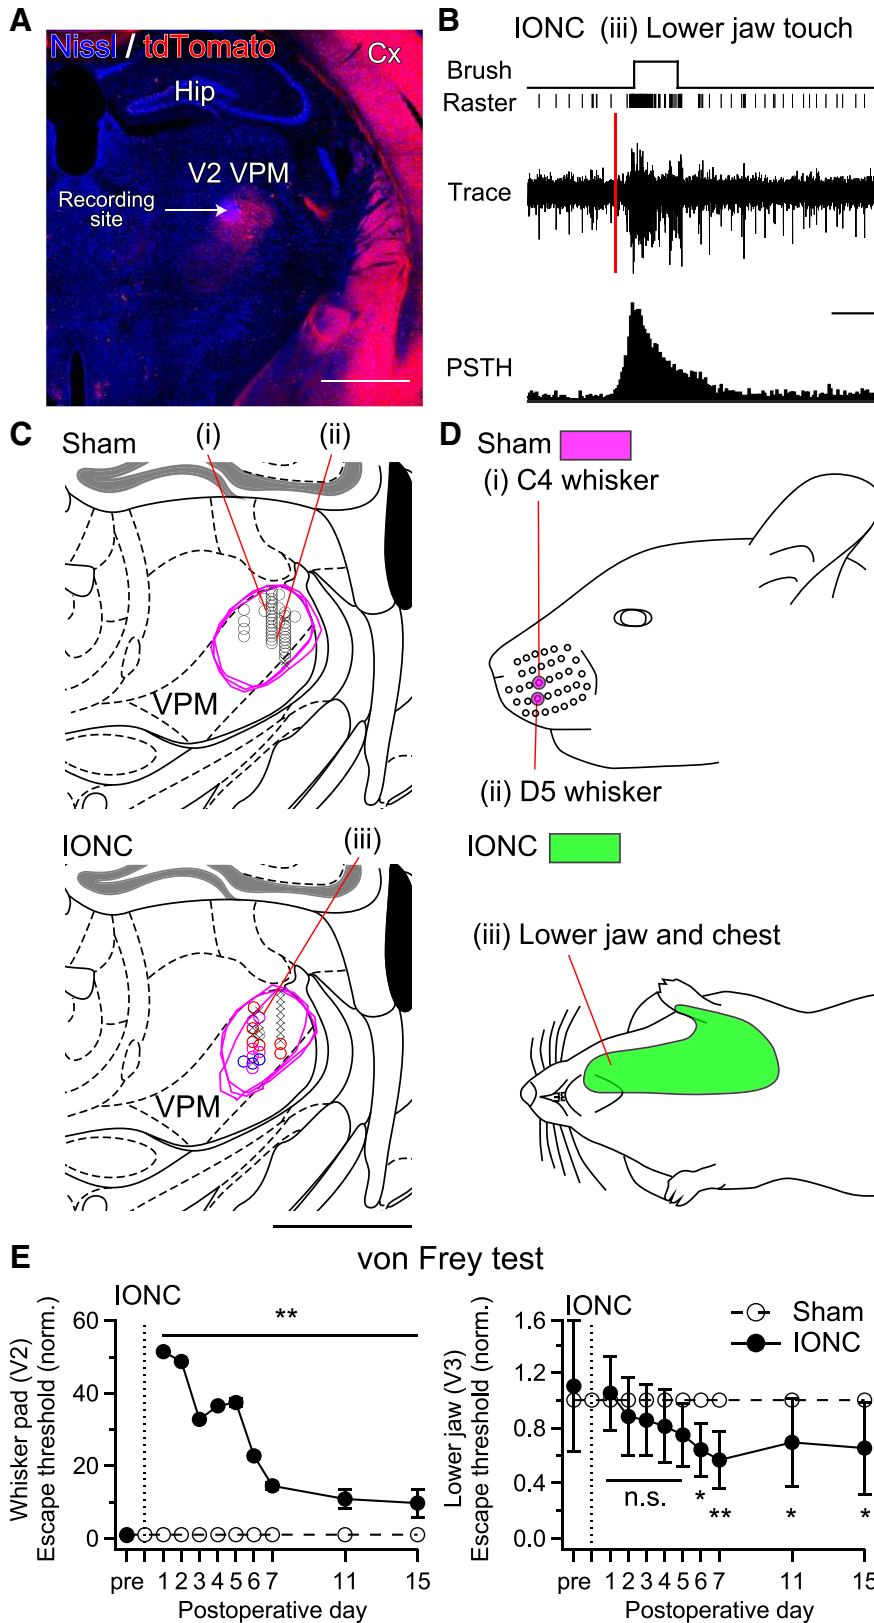 A
Nissl / tdTomato
Cx
Hip
V2 VPM
Recording
site
B
IONC (iii) Lower jaw touch
Brush
Raster
Trace
PSTH
C
Sham
(i)
(ii)
VPM
IONC
(iii)
VPM
D
Sham
(i) C4 whisker
(ii) D5 whisker
IONC
(iii) Lower jaw and chest
E
von Frey test
IONC
**
Whisker pad (V2)
Escape threshold (norm.)
60
40
20
0
pre 1 2 3 4 5 6 7 11 15
Postoperative day
IONC
Sham
IONC
Lower jaw (V3)
Escape threshold (norm.)
1.6
1.2
0.8
0.4
0.0
n.s. * ** * *
pre 1 2 3 4 5 6 7 11 15
Postoperative day